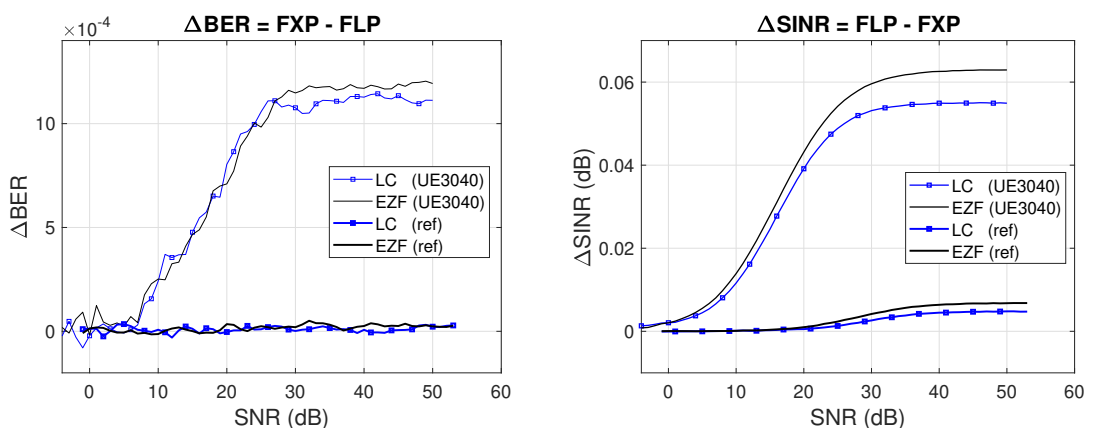 ΔBER = FXP - FLP
×10⁻⁴
10
5
0
ΔBER
LC (UE3040)
EZF (UE3040)
LC (ref)
EZF (ref)
0 10 20 30 40 50 60
SNR (dB)
ΔSINR = FLP - FXP
0.06
0.04
0.02
0
ΔSINR (dB)
LC (UE3040)
EZF (UE3040)
LC (ref)
EZF (ref)
0 10 20 30 40 50 60
SNR (dB)